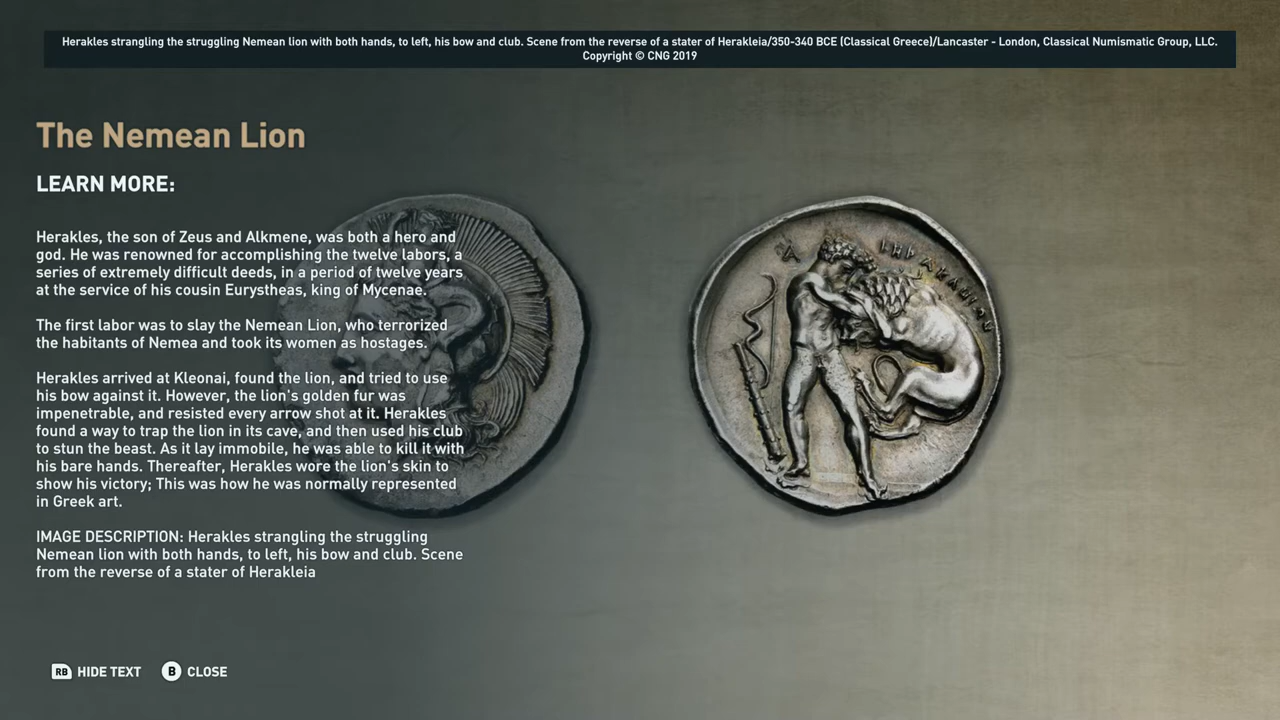 Herakles strangling the struggling Nemean lion with both hands, to left, his bow and club. Scene from the reverse of a stater of Herakleia/350-340 BCE (Classical Greece)/Lancaster - London, Classical Numismatic Group, LLC.
Copyright © CNG 2019
The Nemean Lion
LEARN MORE:
Herakles, the son of Zeus and Alkmene, was both a hero and
god. He was renowned for accomplishing the twelve labors, a
series of extremely difficult deeds, in a period of twelve years
at the service of his cousin Eurystheas, king of Mycenae.
The first labor was to slay the Nemean Lion, who terrorized
the habitants of Nemea and took its women as hostages.
Herakles arrived at Kleonai, found the lion, and tried to use
his bow against it. However, the lion's golden fur was
impenetrable, and resisted every arrow shot at it. Herakles
found a way to trap the lion in its cave, and then used his club
to stun the beast. As it lay immobile, he was able to kill it with
his bare hands. Thereafter, Herakles wore the lion's skin to
show his victory; This was how he was normally represented
in Greek art.
IMAGE DESCRIPTION: Herakles strangling the struggling
Nemean lion with both hands, to left, his bow and club. Scene
from the reverse of a stater of Herakleia
RB HIDE TEXT B CLOSE